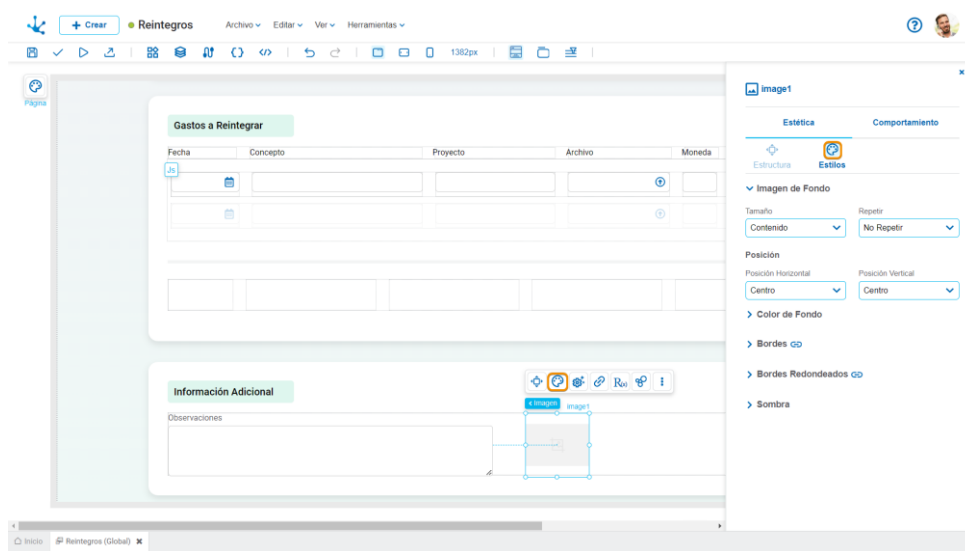 Crear
Reintegros
Archivo
Editar
Ver
Herramientas
1382px
Página
Gastos a Reintegrar
Fecha
Concepto
Proyecto
Archivo
Moneda
Js
Información Adicional
Observaciones
Imagen
image1
R(x)
image1
Estética
Comportamiento
Estructura
Estilos
Imagen de Fondo
Tamaño
Repetir
Contenido
No Repetir
Posición
Posición Horizontal
Posición Vertical
Centro
Centro
Color de Fondo
Bordes
Bordes Redondeados
Sombra
Inicio
Reintegros (Global)